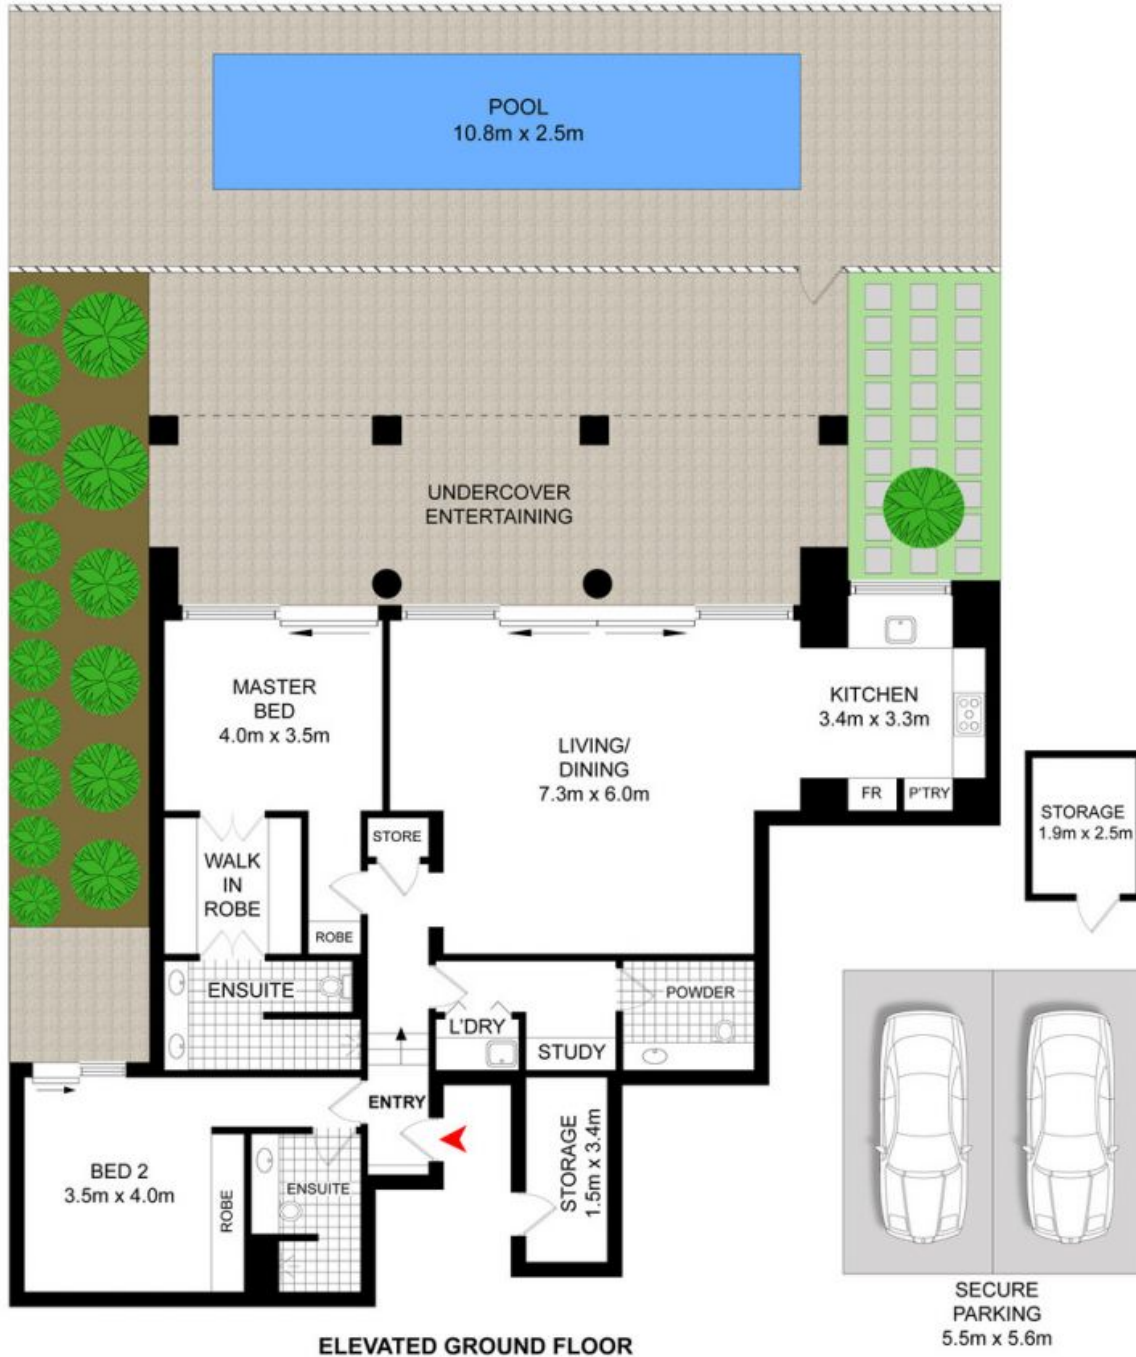 POOL
10.8m x 2.5m
UNDERCOVER
ENTERTAINING
MASTER
BED
4.0m x 3.5m
LIVING/
DINING
7.3m x 6.0m
KITCHEN
3.4m x 3.3m
FR
P'TRY
STORAGE
1.9m x 2.5m
STORE
WALK
IN
ROBE
ROBE
ENSUITE
L'DRY
STUDY
POWDER
ENTRY
STORAGE
1.5m x 3.4m
BED 2
3.5m x 4.0m
ROBE
ENSUITE
SECURE
PARKING
5.5m x 5.6m
ELEVATED GROUND FLOOR